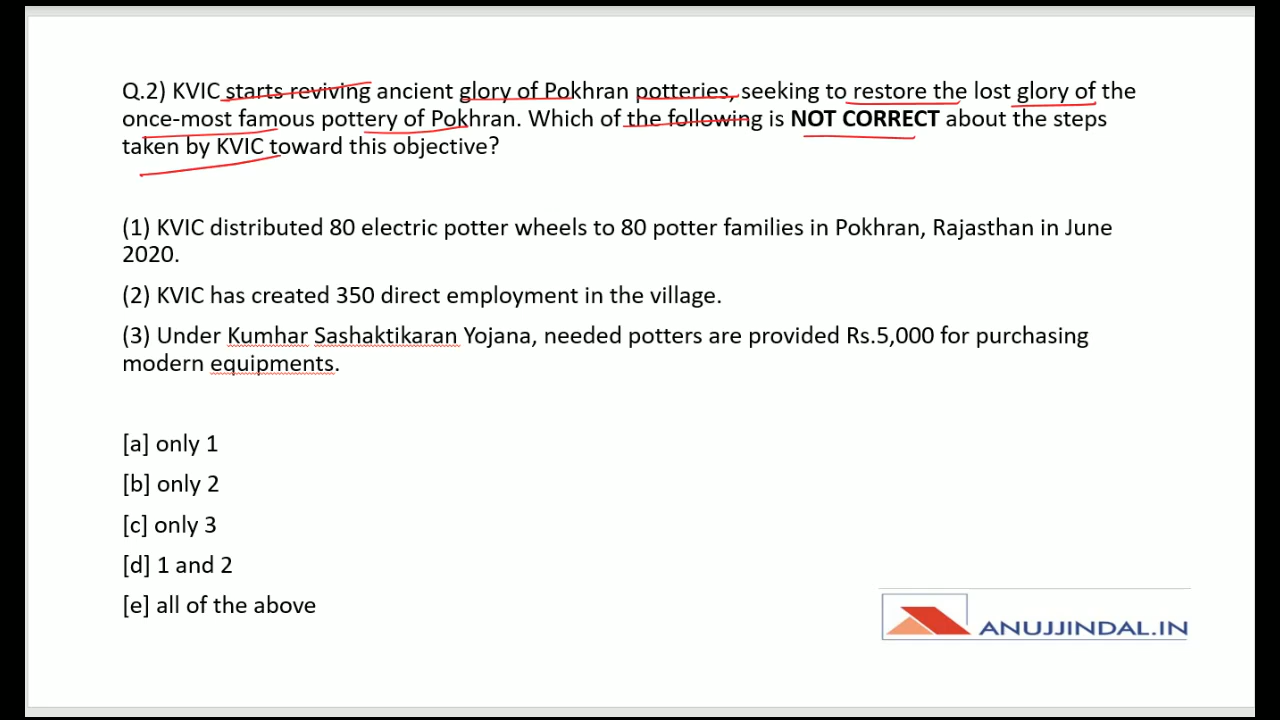 Q.2) KVIC starts reviving ancient glory of Pokhran potteries, seeking to restore the lost glory of the
once-most famous pottery of Pokhran. Which of the following is NOT CORRECT about the steps
taken by KVIC toward this objective?
(1) KVIC distributed 80 electric potter wheels to 80 potter families in Pokhran, Rajasthan in June
2020.
(2) KVIC has created 350 direct employment in the village.
(3) Under Kumhar Sashaktikaran Yojana, needed potters are provided Rs.5,000 for purchasing
modern equipments.
[a] only 1
[b] only 2
[c] only 3
[d] 1 and 2
[e] all of the above
ANUJJINDAL.IN